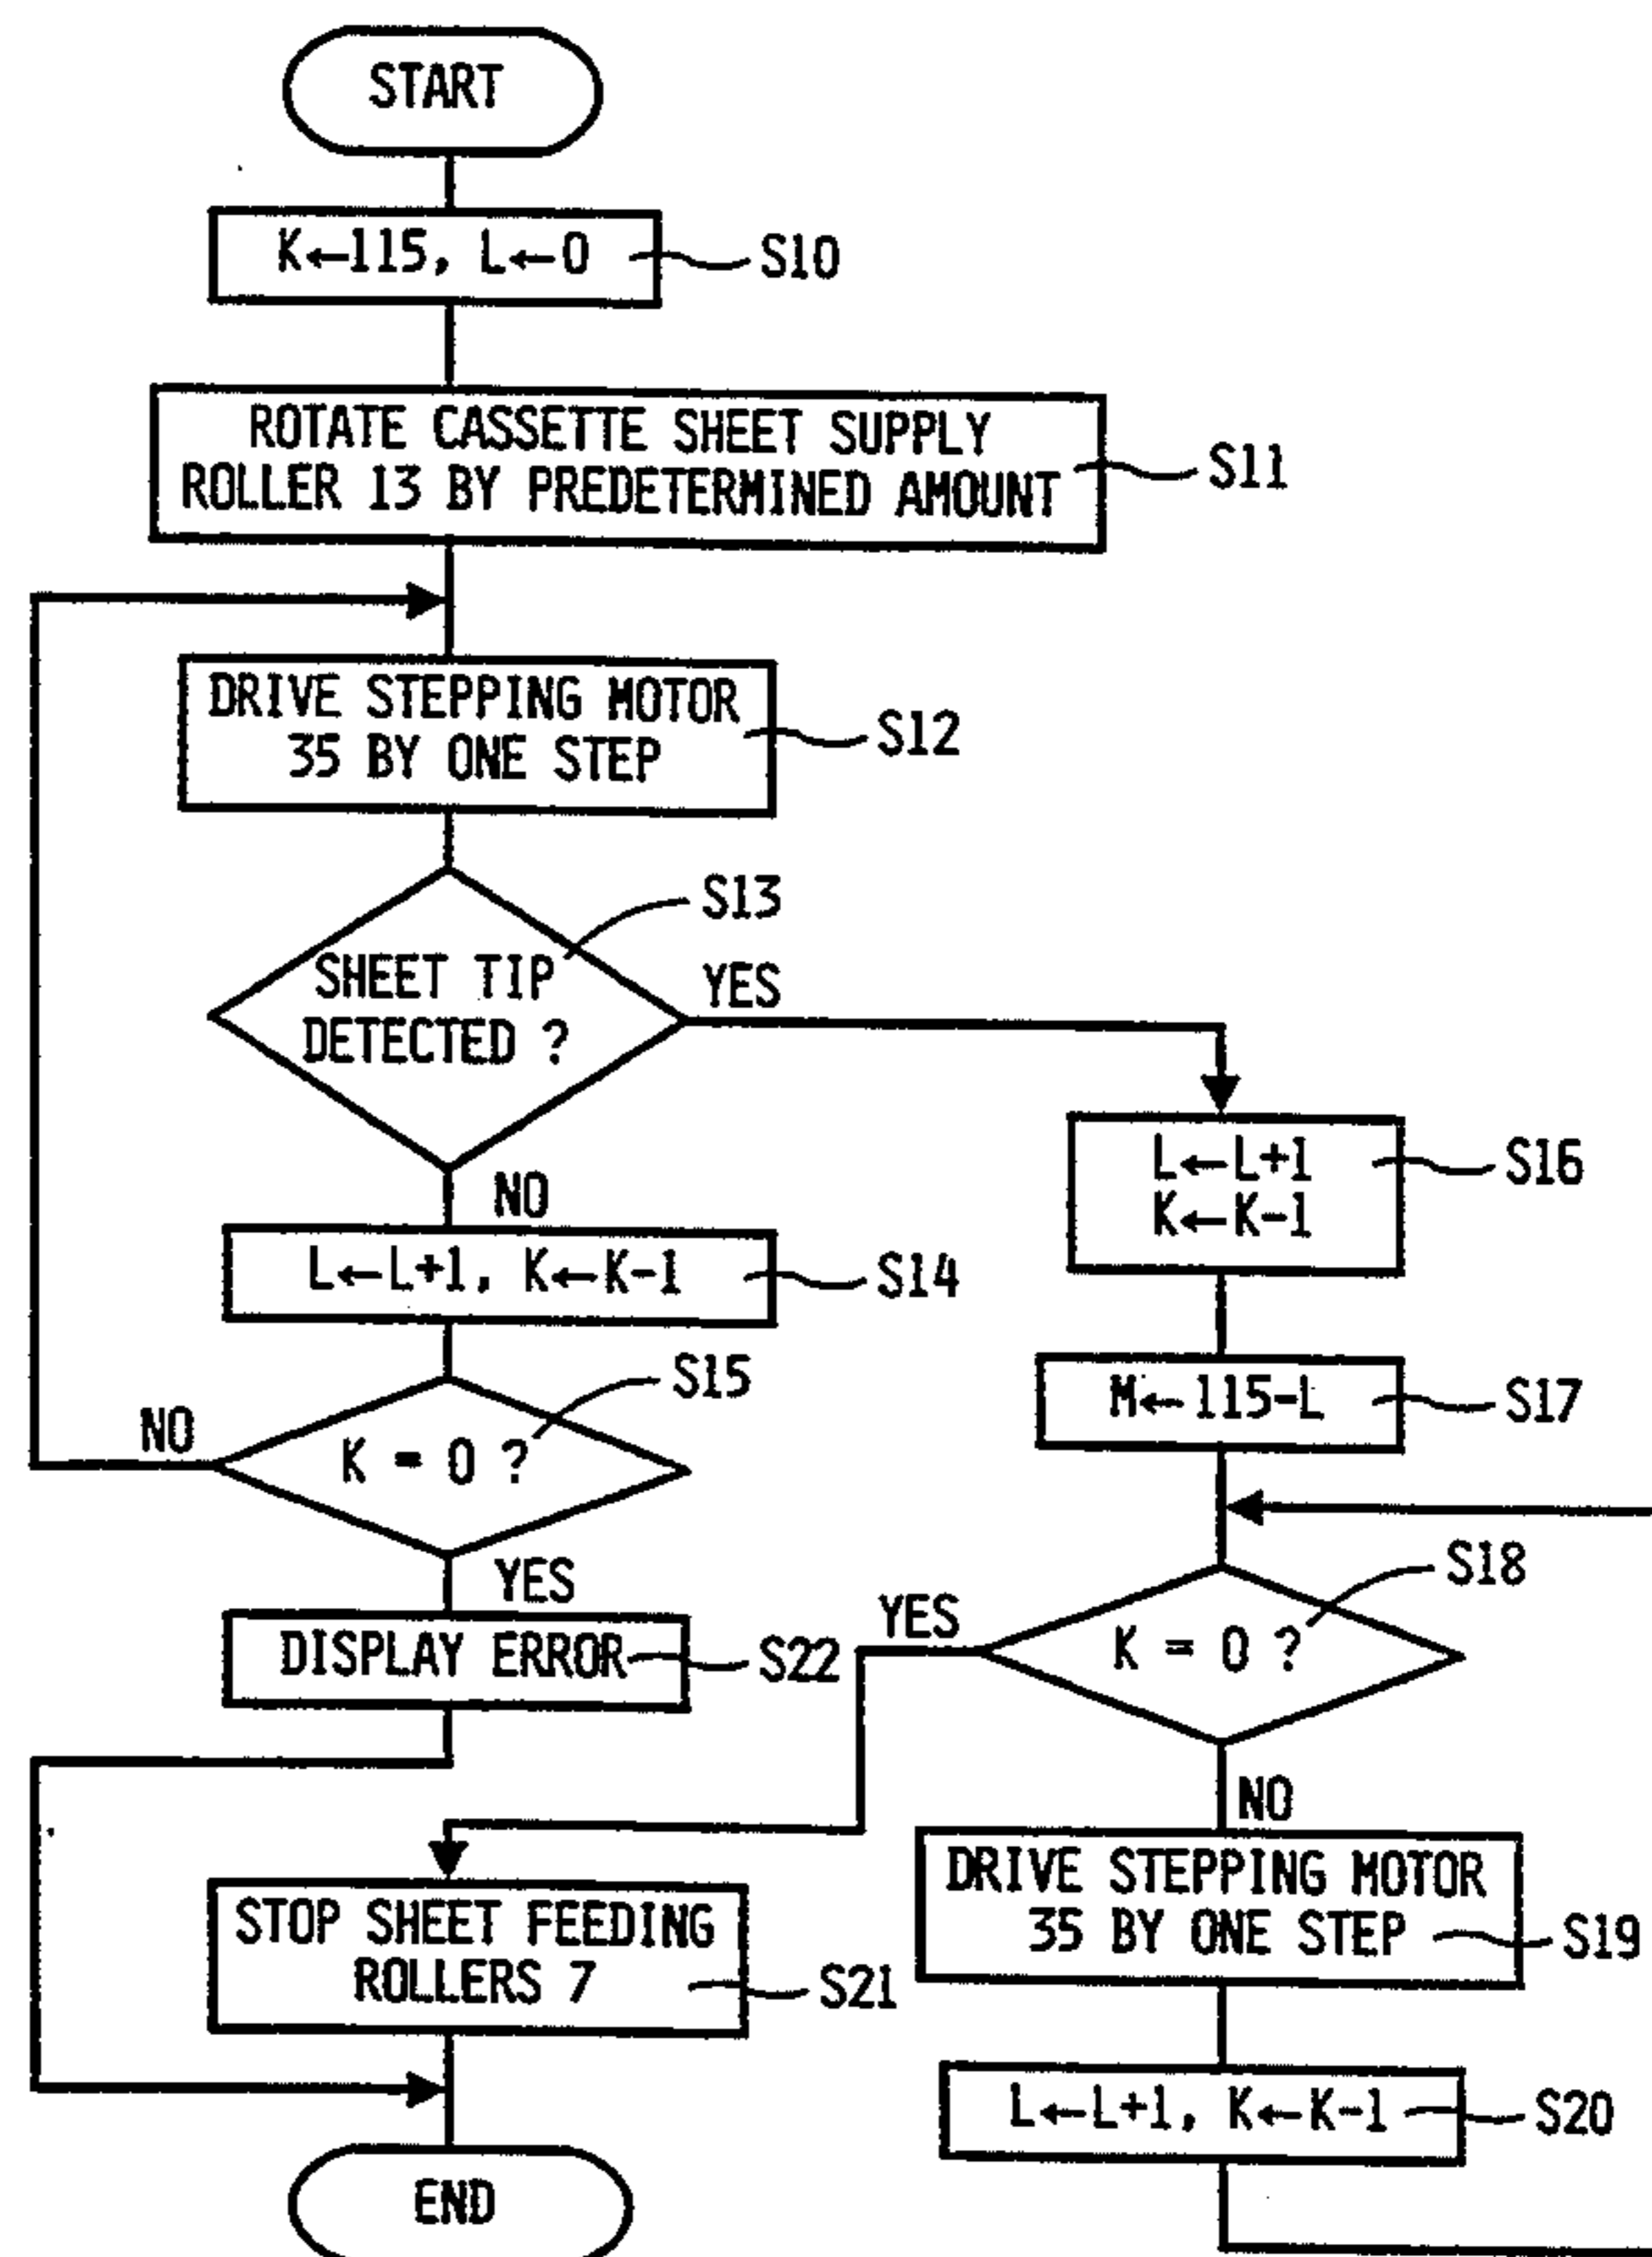 START
K←115, L←0
S10
ROTATE CASSETTE SHEET SUPPLY
ROLLER 13 BY PREDETERMINED AMOUNT
S11
DRIVE STEPPING MOTOR
35 BY ONE STEP
S12
S13
SHEET TIP
DETECTED ?
YES
NO
L←L+1, K←K-1
S14
L←L+1
K←K-1
S16
M←115-L
S17
S15
K = 0 ?
NO
YES
DISPLAY ERROR
S22
S18
K = 0 ?
YES
NO
DRIVE STEPPING MOTOR
35 BY ONE STEP
S19
L←L+1, K←K-1
S20
STOP SHEET FEEDING
ROLLERS 7
S21
END